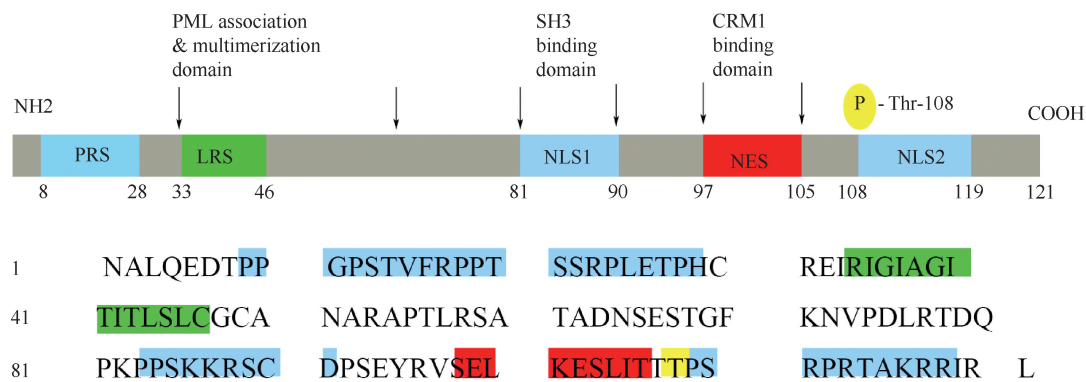 PML association
& multimerization
domain
SH3
binding
domain
CRM1
binding
domain
NH2
P - Thr-108
COOH
PRS LRS NLS1 NES NLS2
8 28 33 46 81 90 97 105 108 119 121
1 NALQEDTPP GPSTVFRPPT SSRPLETPHC REIRIGIAGI
41 TITLSLCGCA NARAPTLRSA TADNSESTGF KNVPDLRTDQ
81 PKPPSKKRSC DPSEYRVSEL KESLITTTPS RPRTAKRRIR L